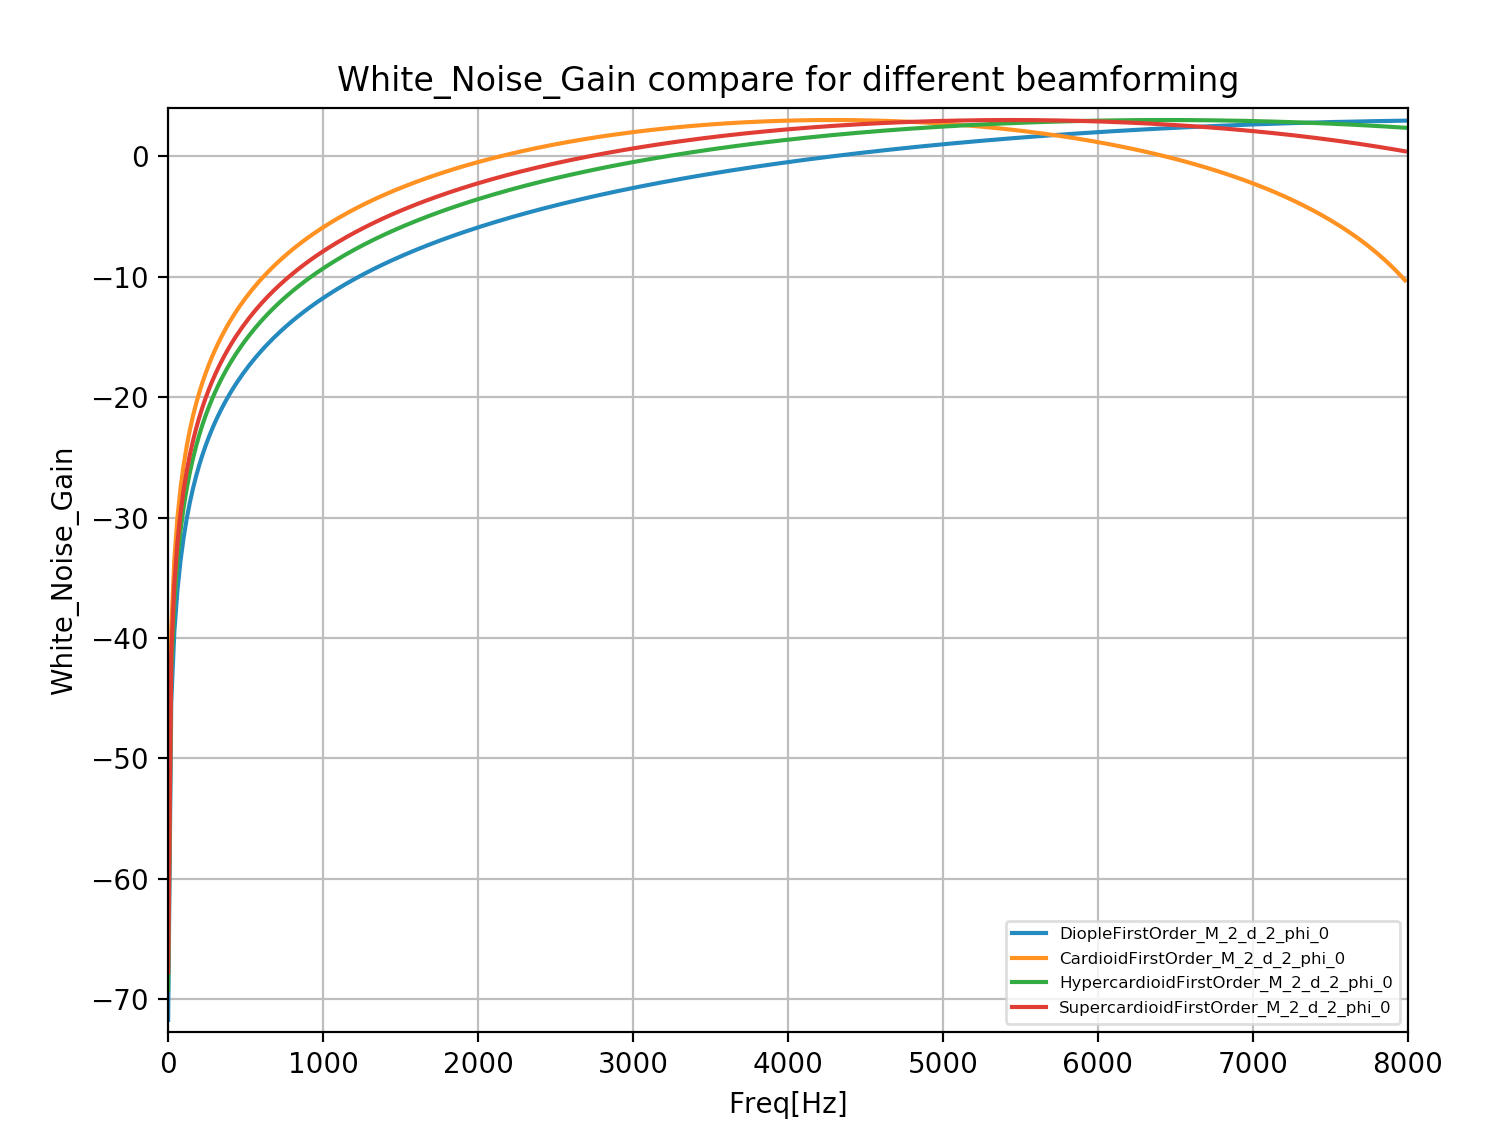 White_Noise_Gain compare for different beamforming
White_Noise_Gain
0
−10
−20
−30
−40
−50
−60
−70
DiopleFirstOrder_M_2_d_2_phi_0
CardioidFirstOrder_M_2_d_2_phi_0
HypercardioidFirstOrder_M_2_d_2_phi_0
SupercardioidFirstOrder_M_2_d_2_phi_0
0 1000 2000 3000 4000 5000 6000 7000 8000
Freq[Hz]